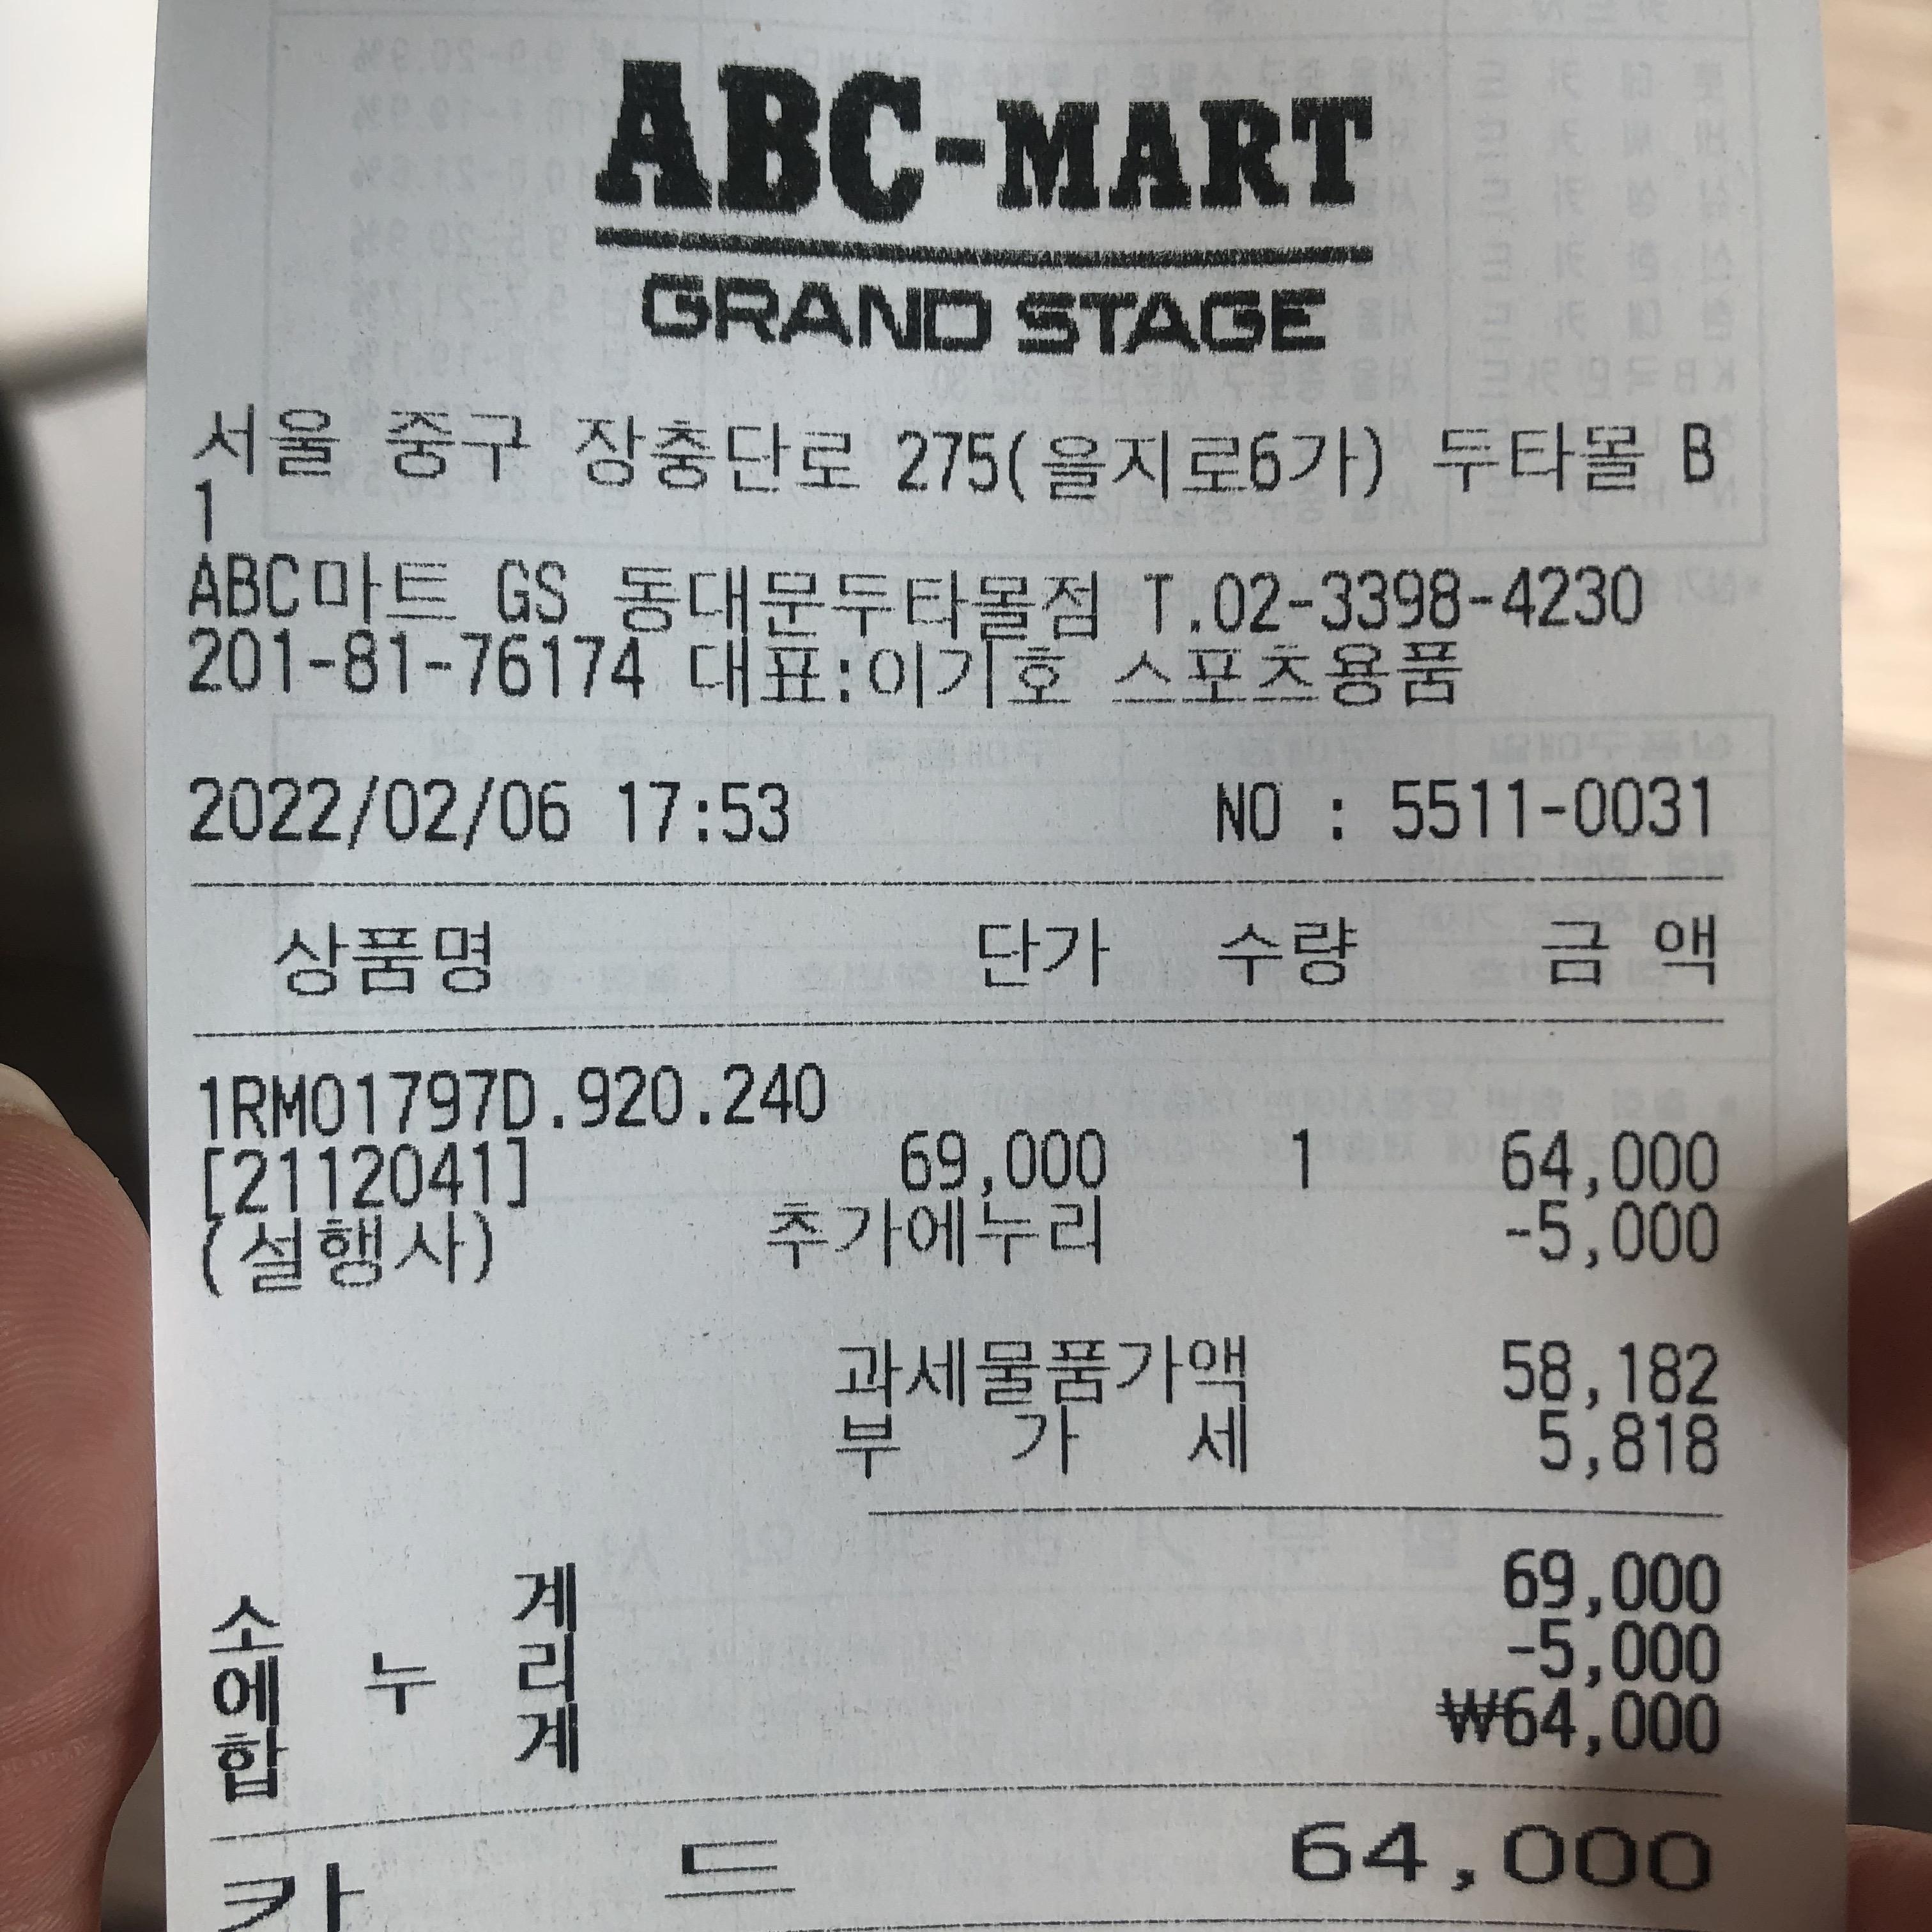 ABC-MART
GRAND STAGE
서울 중구 장충단로 275(을지로6가) 두타몰 B
1
ABC마트 GS 동대문두타몰점 T.02-3398-4230
201-81-76174 대표:이기호 스포츠용품
2022/02/06 17:53 NO : 5511-0031
상품명 단가 수량 금 액
1RM01797D.920.240
[2112041] 69,000 1 64,000
(설행사) 추가에누리 -5,000
과세물품가액 58,182
부 가 세 5,818
소 계 69,000
에 누 리 -5,000
합 계 ₩64,000
카 드 64,000